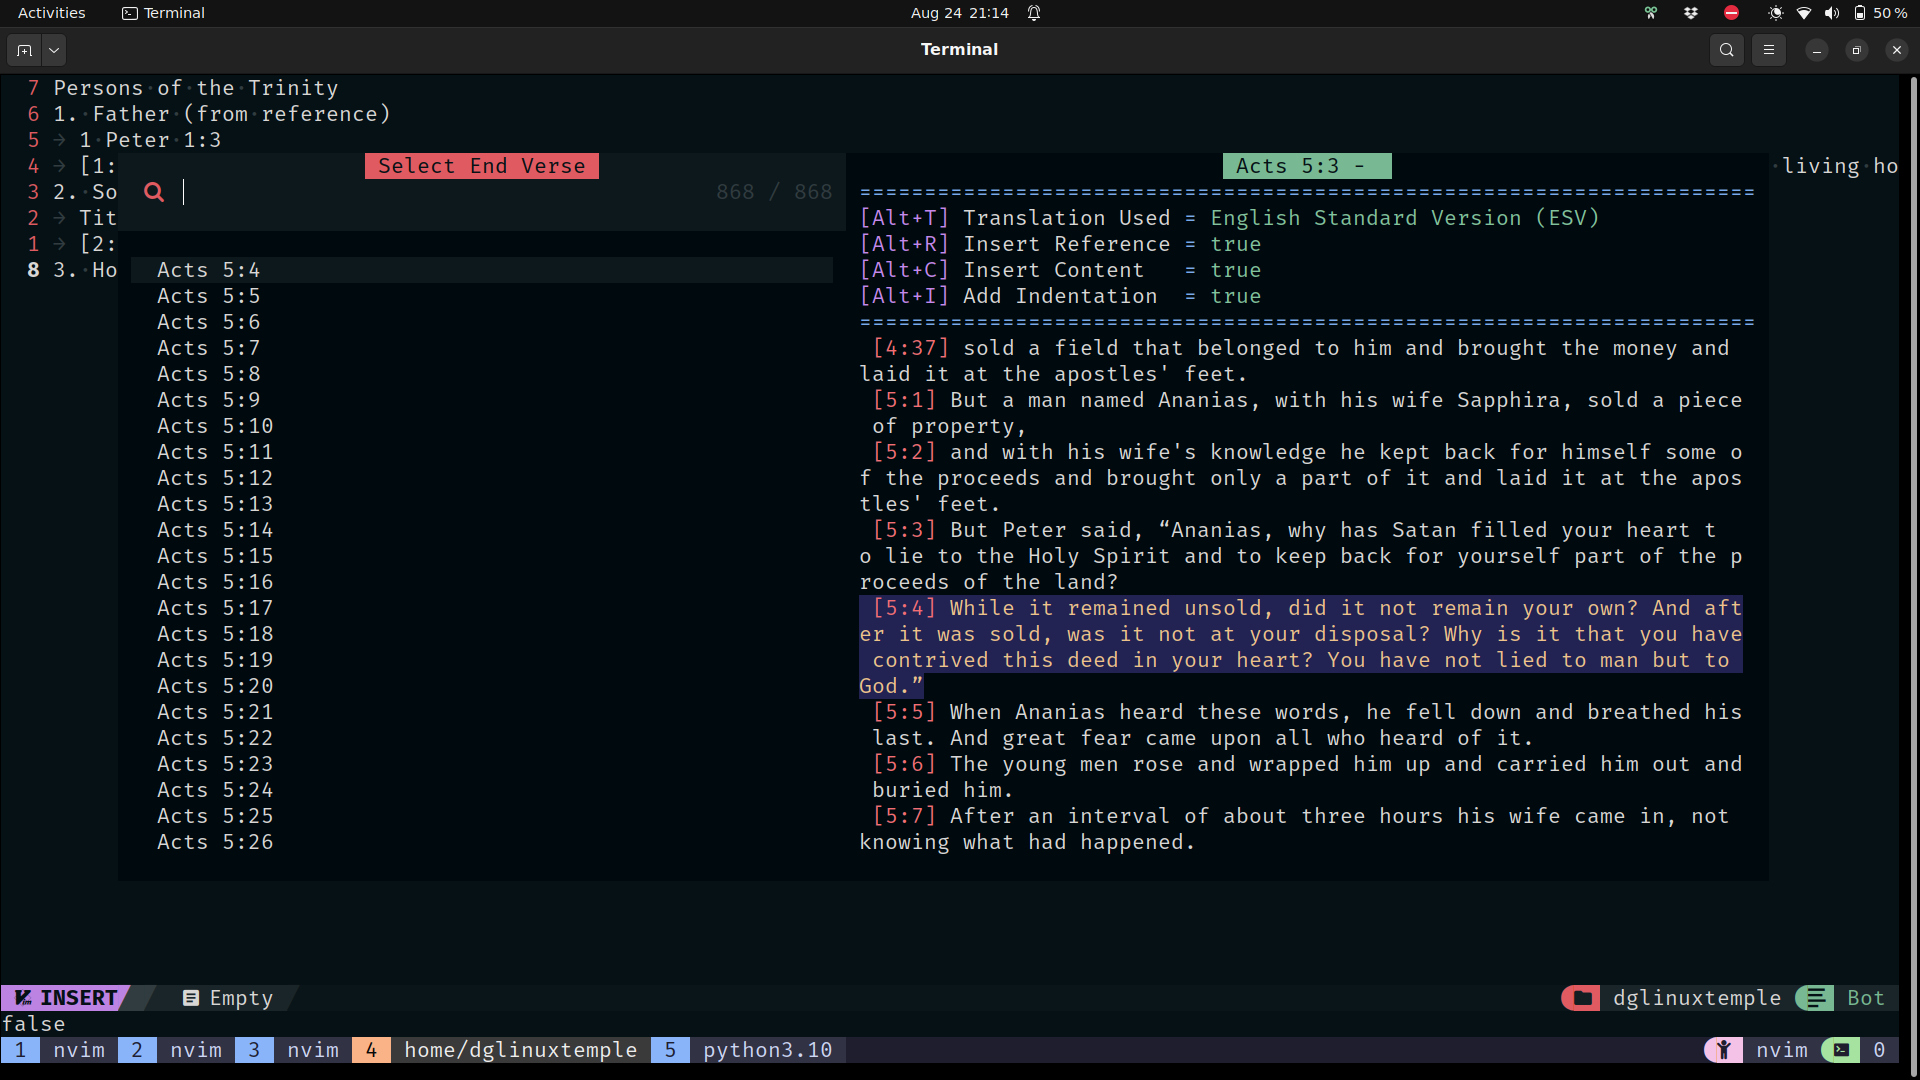 Activities
Terminal
Aug 24 21:14
50 %
Terminal
7 Persons of the Trinity
6 1. Father (from reference)
5 → 1 Peter 1:3
4 → [1:
living ho
3 2. So
2 → Tit
1 → [2:
8 3. Ho
Select End Verse
868 / 868
Acts 5:4
Acts 5:5
Acts 5:6
Acts 5:7
Acts 5:8
Acts 5:9
Acts 5:10
Acts 5:11
Acts 5:12
Acts 5:13
Acts 5:14
Acts 5:15
Acts 5:16
Acts 5:17
Acts 5:18
Acts 5:19
Acts 5:20
Acts 5:21
Acts 5:22
Acts 5:23
Acts 5:24
Acts 5:25
Acts 5:26
Acts 5:3 -
=====================================================================
[Alt+T] Translation Used = English Standard Version (ESV)
[Alt+R] Insert Reference = true
[Alt+C] Insert Content   = true
[Alt+I] Add Indentation  = true
=====================================================================
[4:37] sold a field that belonged to him and brought the money and
laid it at the apostles' feet.
[5:1] But a man named Ananias, with his wife Sapphira, sold a piece
of property,
[5:2] and with his wife's knowledge he kept back for himself some o
f the proceeds and brought only a part of it and laid it at the apos
tles' feet.
[5:3] But Peter said, “Ananias, why has Satan filled your heart t
o lie to the Holy Spirit and to keep back for yourself part of the p
roceeds of the land?
[5:4] While it remained unsold, did it not remain your own? And aft
er it was sold, was it not at your disposal? Why is it that you have
contrived this deed in your heart? You have not lied to man but to
God.”
[5:5] When Ananias heard these words, he fell down and breathed his
last. And great fear came upon all who heard of it.
[5:6] The young men rose and wrapped him up and carried him out and
buried him.
[5:7] After an interval of about three hours his wife came in, not
knowing what had happened.
INSERT
Empty
dglinuxtemple
Bot
false
1 nvim 2 nvim 3 nvim 4 home/dglinuxtemple 5 python3.10
nvim
0